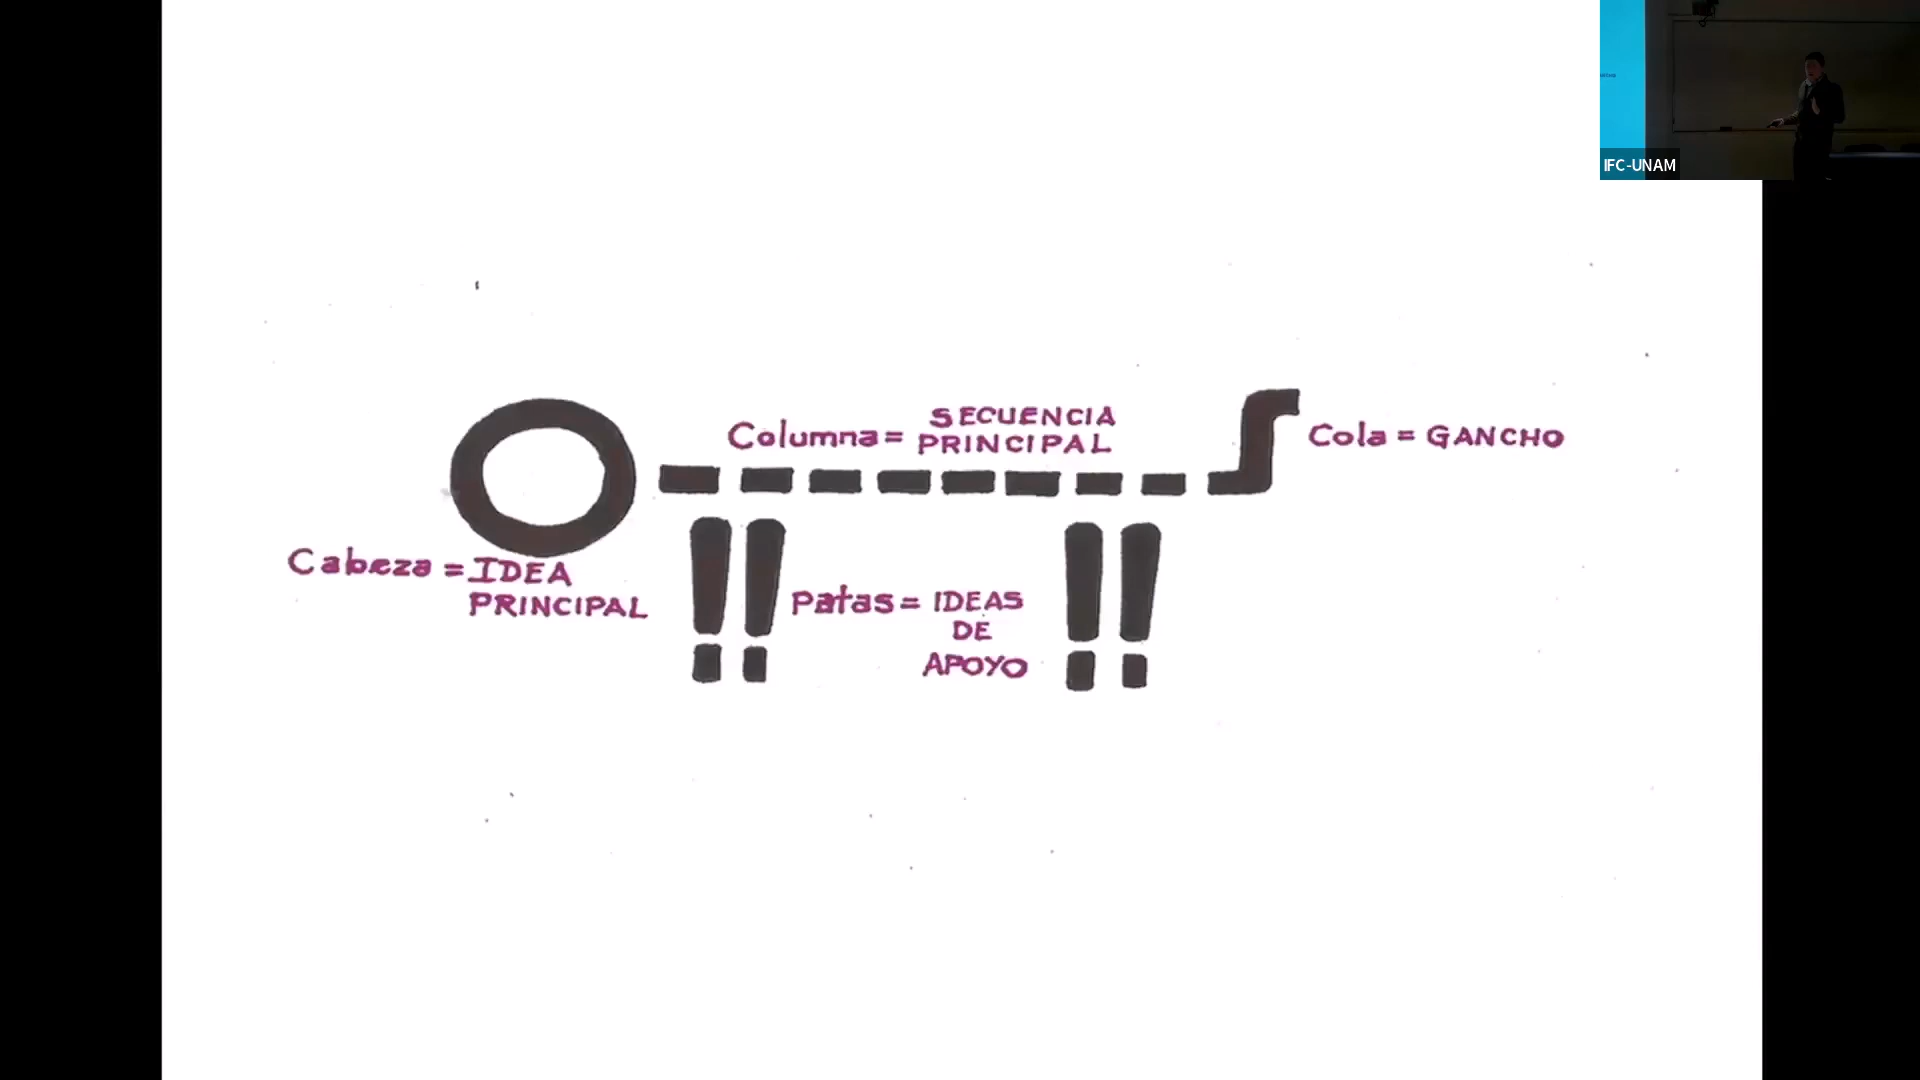 IFC-UNAM
Columna = SECUENCIA
PRINCIPAL
Cola = GANCHO
Cabeza = IDEA
PRINCIPAL
Patas = IDEAS
DE
APOYO